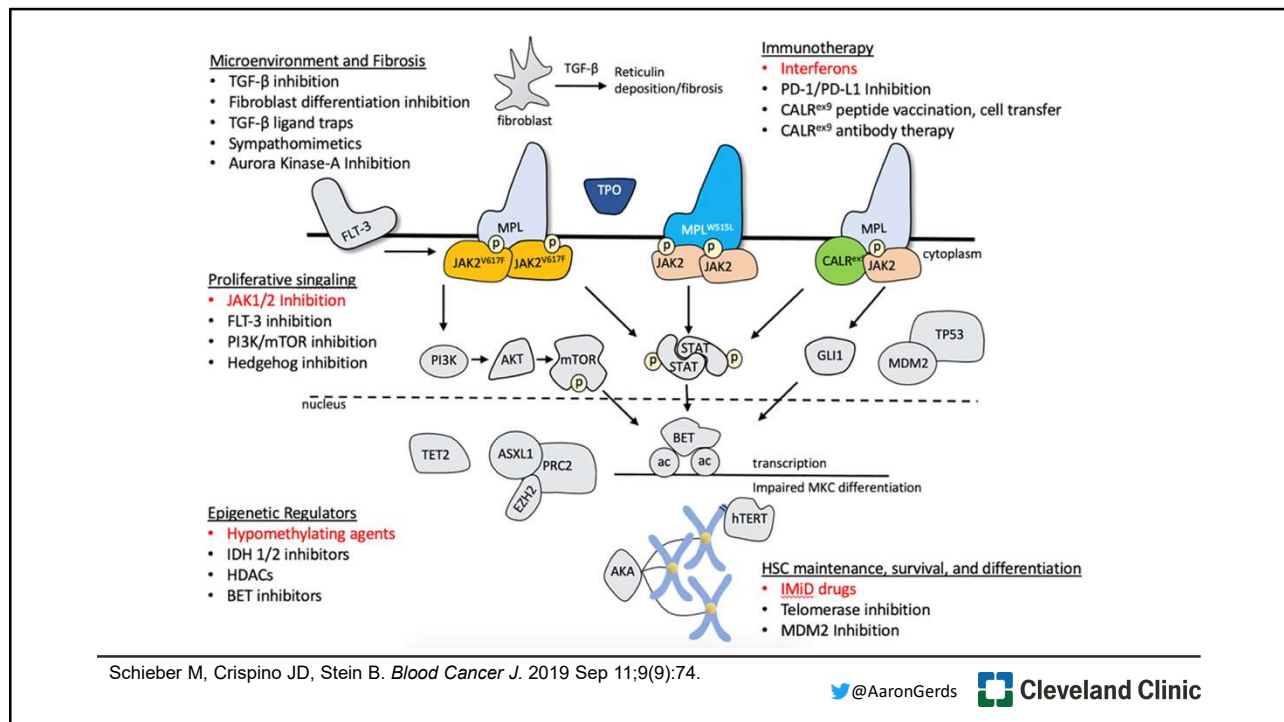 Microenvironment and Fibrosis
• TGF-β inhibition
• Fibroblast differentiation inhibition
• TGF-β ligand traps
• Sympathomimetics
• Aurora Kinase-A Inhibition
fibroblast
TGF-β
Reticulin
deposition/fibrosis
Immunotherapy
• Interferons
• PD-1/PD-L1 Inhibition
• CALRex9 peptide vaccination, cell transfer
• CALRex9 antibody therapy
FLT-3
MPL
p
p
JAK2V617F
JAK2V617F
TPO
MPLW515L
p
p
JAK2
JAK2
MPL
p
CALRex9
JAK2
cytoplasm
Proliferative singaling
• JAK1/2 Inhibition
• FLT-3 inhibition
• PI3K/mTOR inhibition
• Hedgehog inhibition
PI3K
AKT
mTOR
p
p
STAT
STAT
p
GLI1
MDM2
TP53
nucleus
TET2
ASXL1
PRC2
EZH2
BET
ac
ac
transcription
Impaired MKC differentiation
hTERT
AKA
Epigenetic Regulators
• Hypomethylating agents
• IDH 1/2 inhibitors
• HDACs
• BET inhibitors
HSC maintenance, survival, and differentiation
• IMiD drugs
• Telomerase inhibition
• MDM2 Inhibition
Schieber M, Crispino JD, Stein B. Blood Cancer J. 2019 Sep 11;9(9):74.
@AaronGerds
Cleveland Clinic